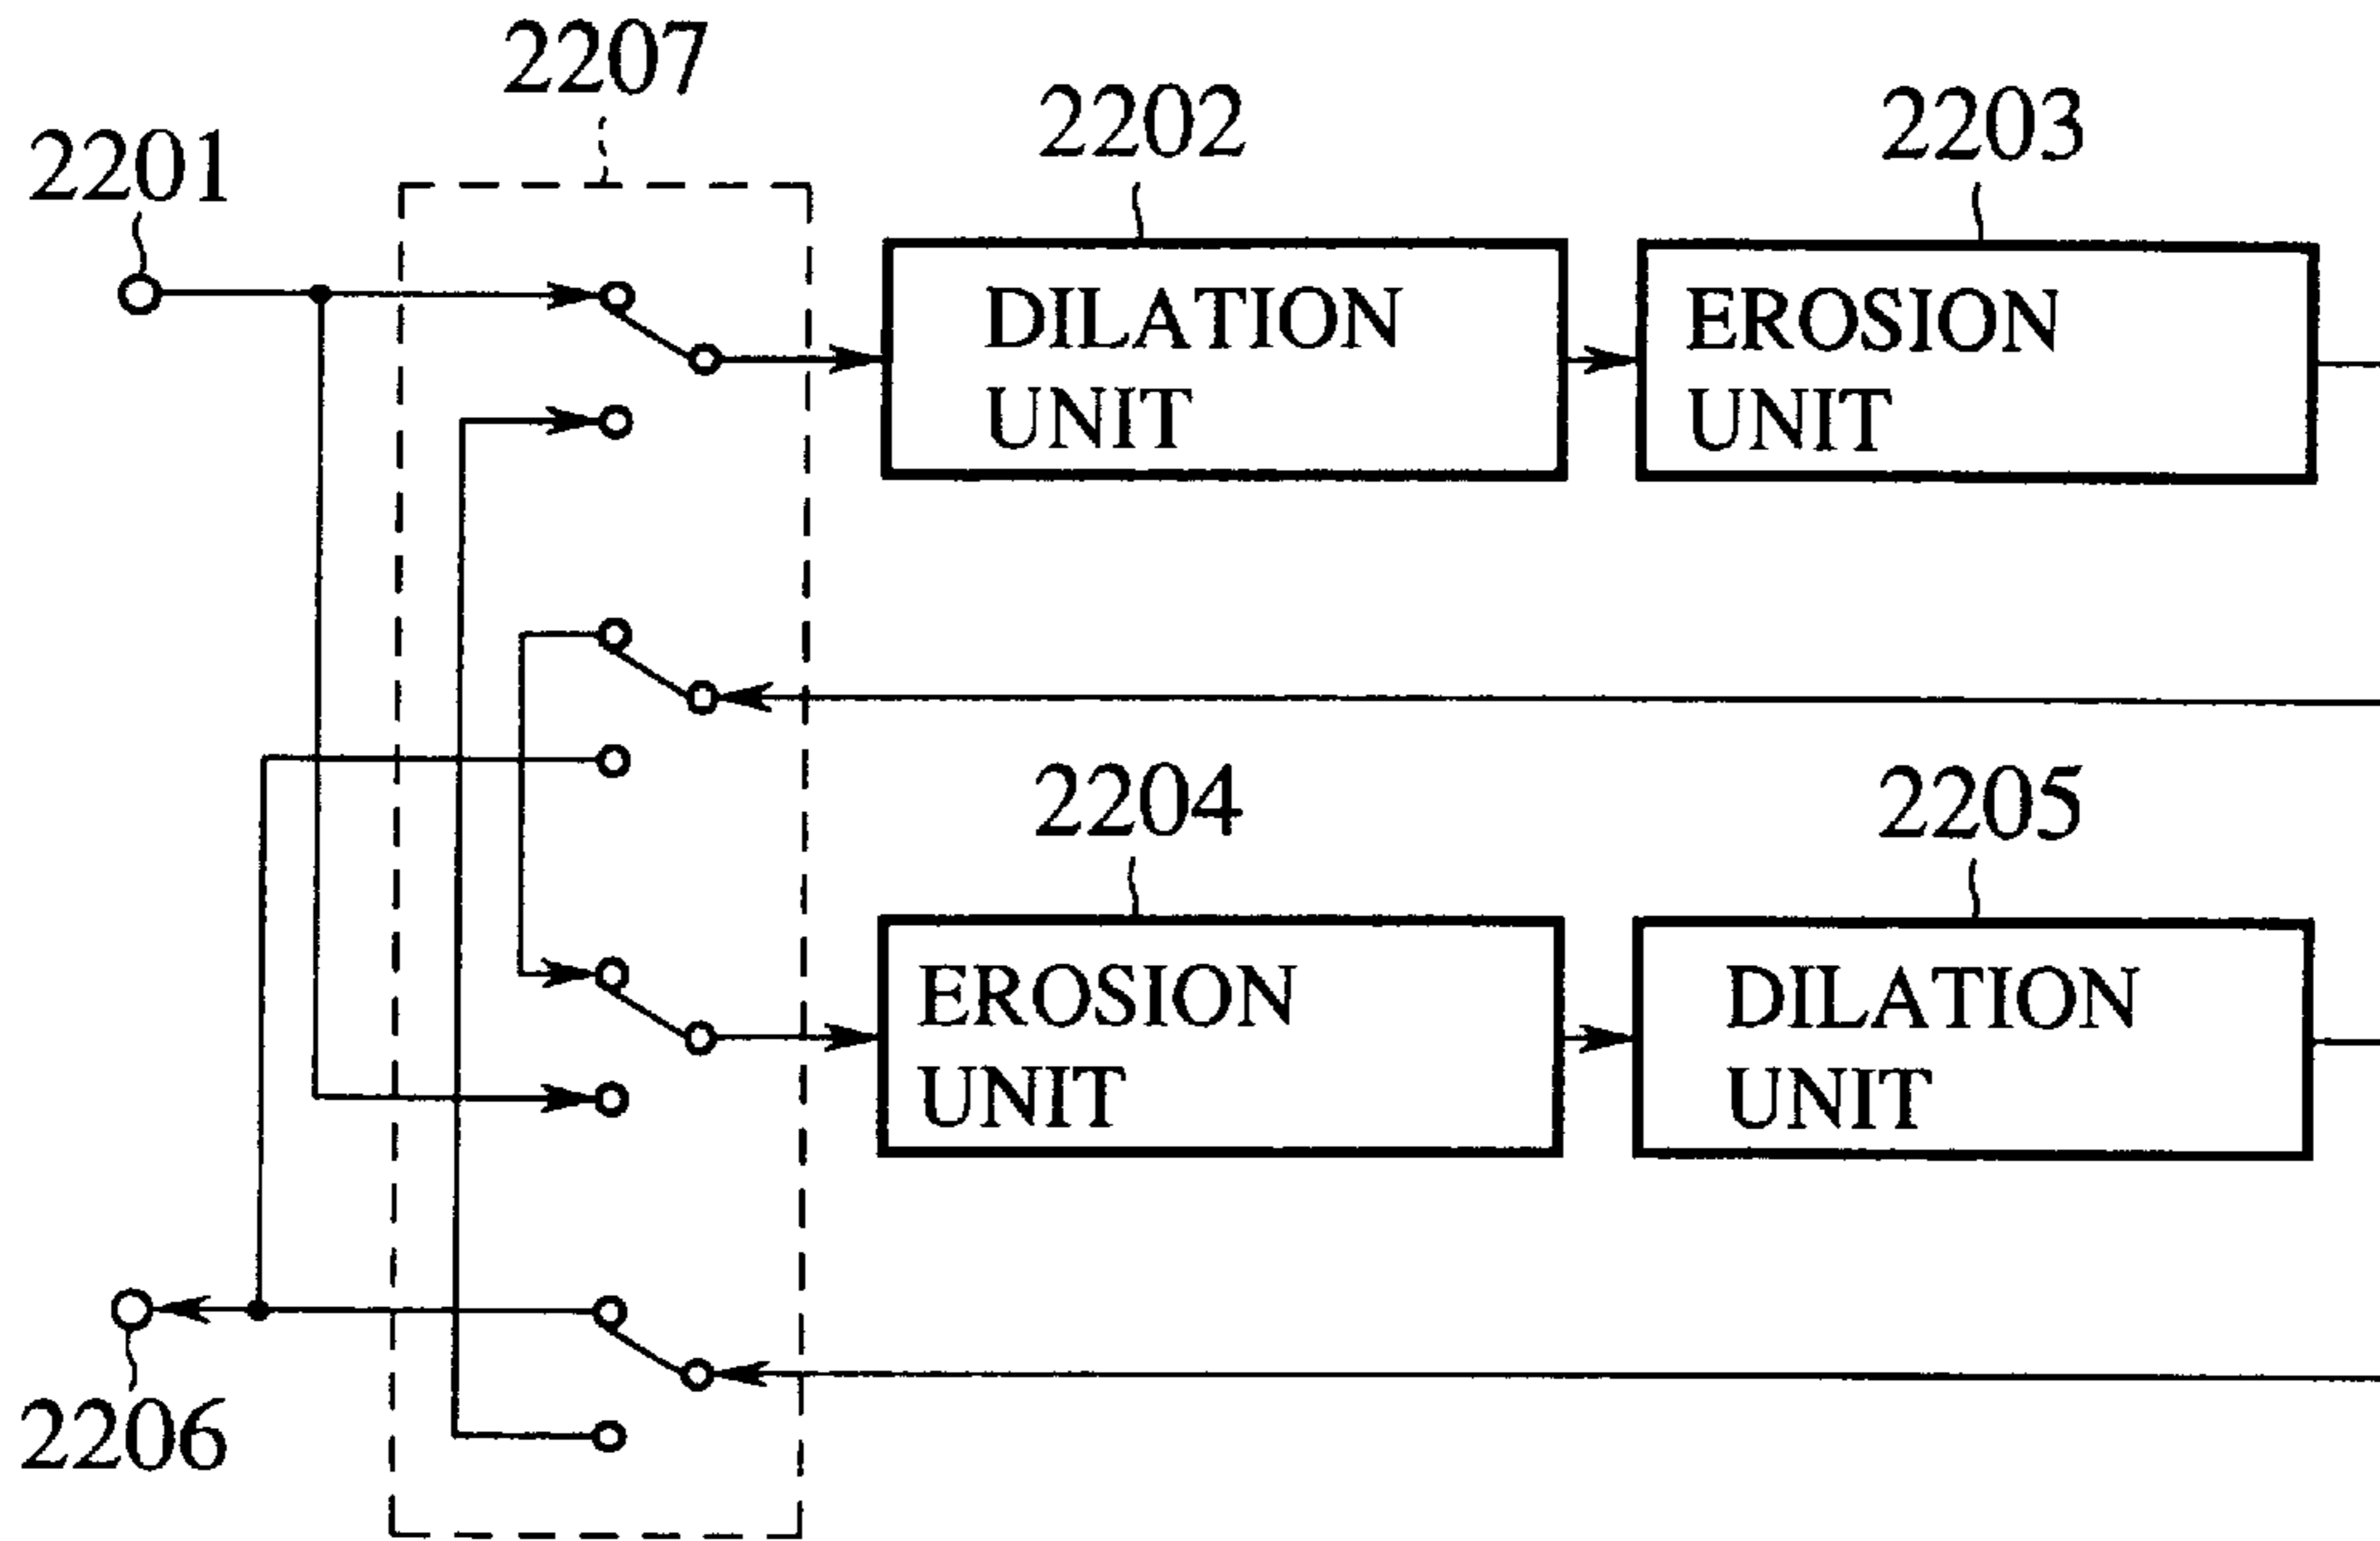 2207
2201
2202
2203
DILATION
UNIT
EROSION
UNIT
2204
2205
EROSION
UNIT
DILATION
UNIT
2206